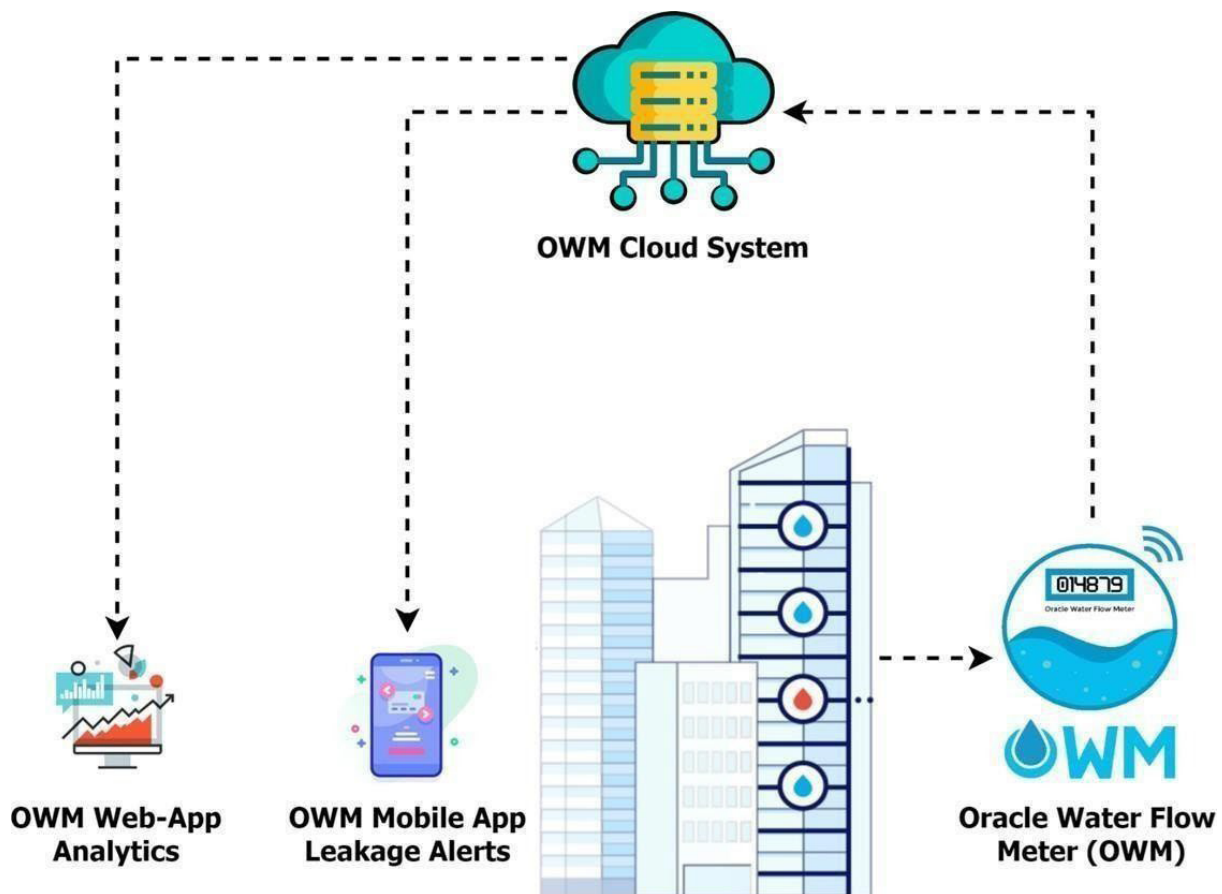 OWM Cloud System
014879
Oracle Water Flow Meter
OWM
OWM Web-App
Analytics
OWM Mobile App
Leakage Alerts
Oracle Water Flow
Meter (OWM)